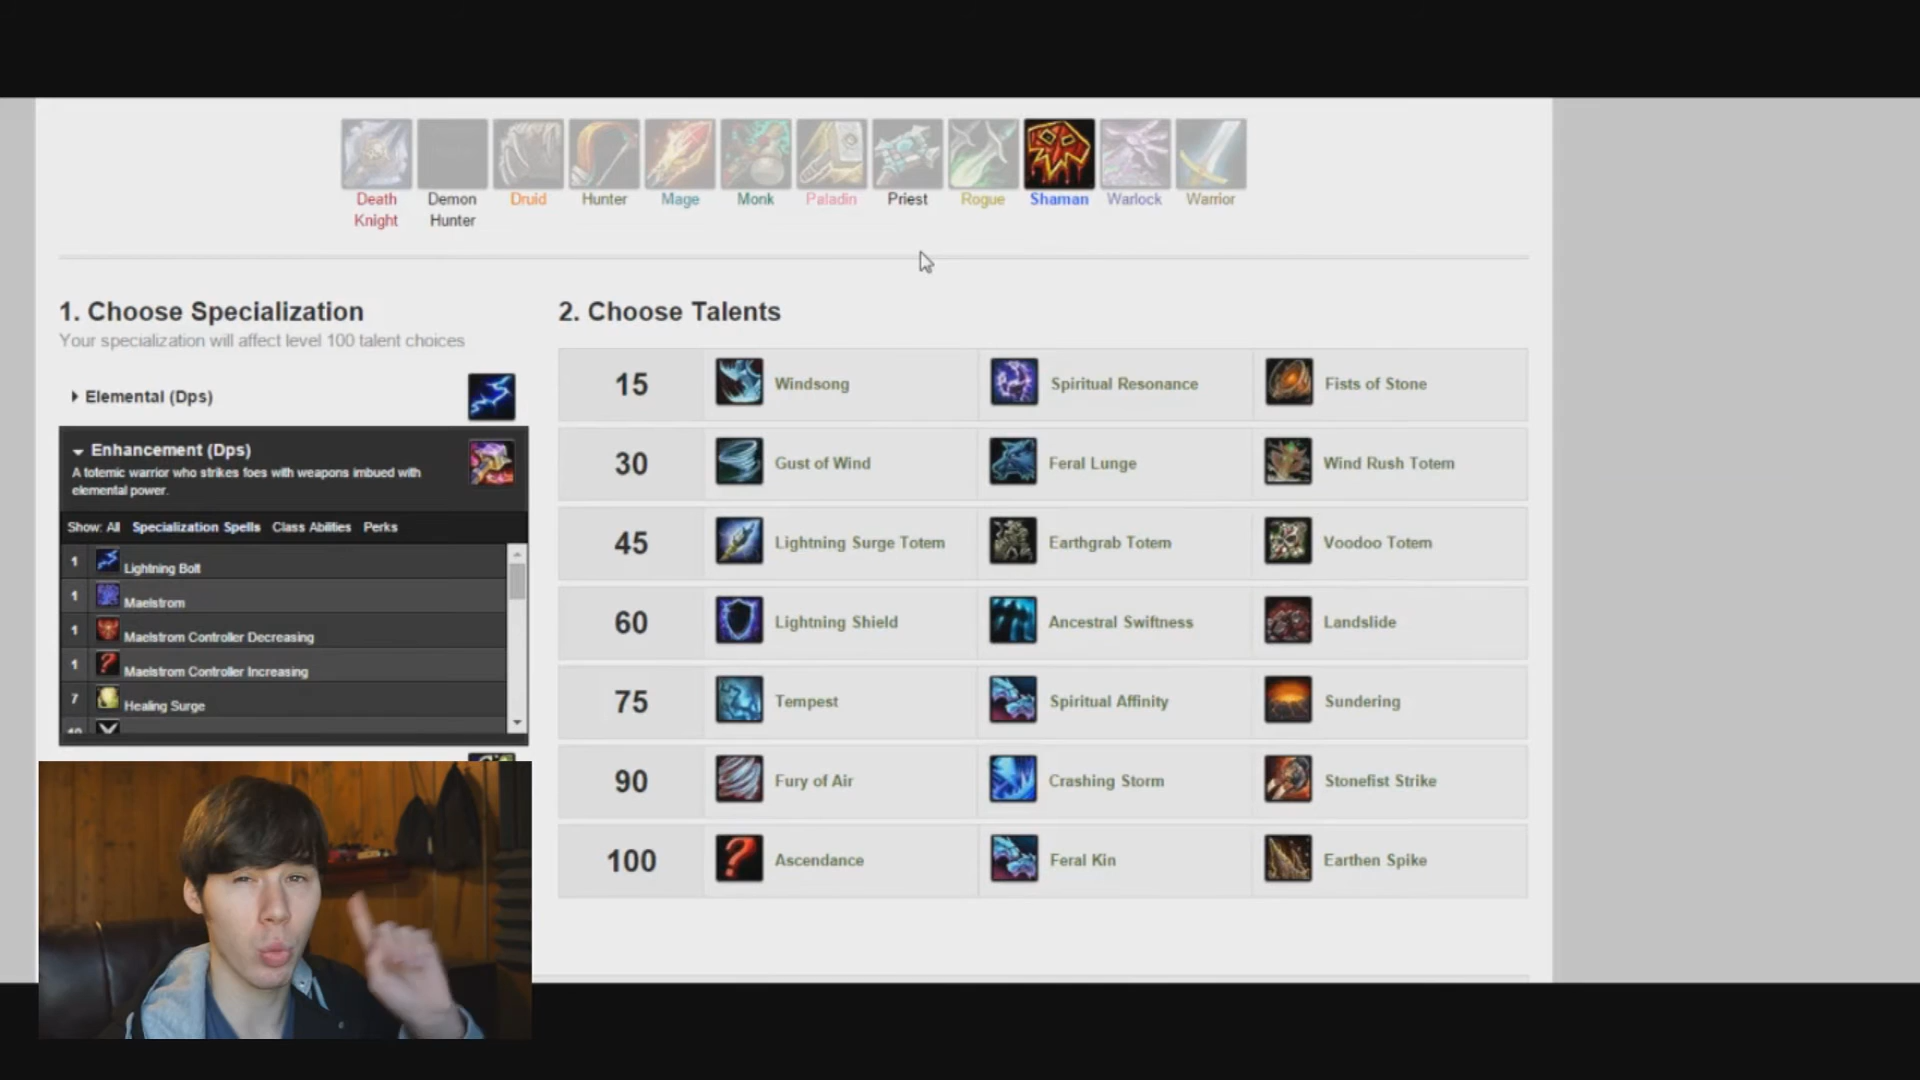 Death Knight
Demon Hunter
Druid
Hunter
Mage
Monk
Paladin
Priest
Rogue
Shaman
Warlock
Warrior
1. Choose Specialization
Your specialization will affect level 100 talent choices
Elemental (Dps)
Enhancement (Dps)
A totemic warrior who strikes foes with weapons imbued with
elemental power.
Show: All Specialization Spells Class Abilities Perks
1 Lightning Bolt
1 Maelstrom
1 Maelstrom Controller Decreasing
1 Maelstrom Controller Increasing
7 Healing Surge
2. Choose Talents
15 Windsong Spiritual Resonance Fists of Stone
30 Gust of Wind Feral Lunge Wind Rush Totem
45 Lightning Surge Totem Earthgrab Totem Voodoo Totem
60 Lightning Shield Ancestral Swiftness Landslide
75 Tempest Spiritual Affinity Sundering
90 Fury of Air Crashing Storm Stonefist Strike
100 Ascendance Feral Kin Earthen Spike